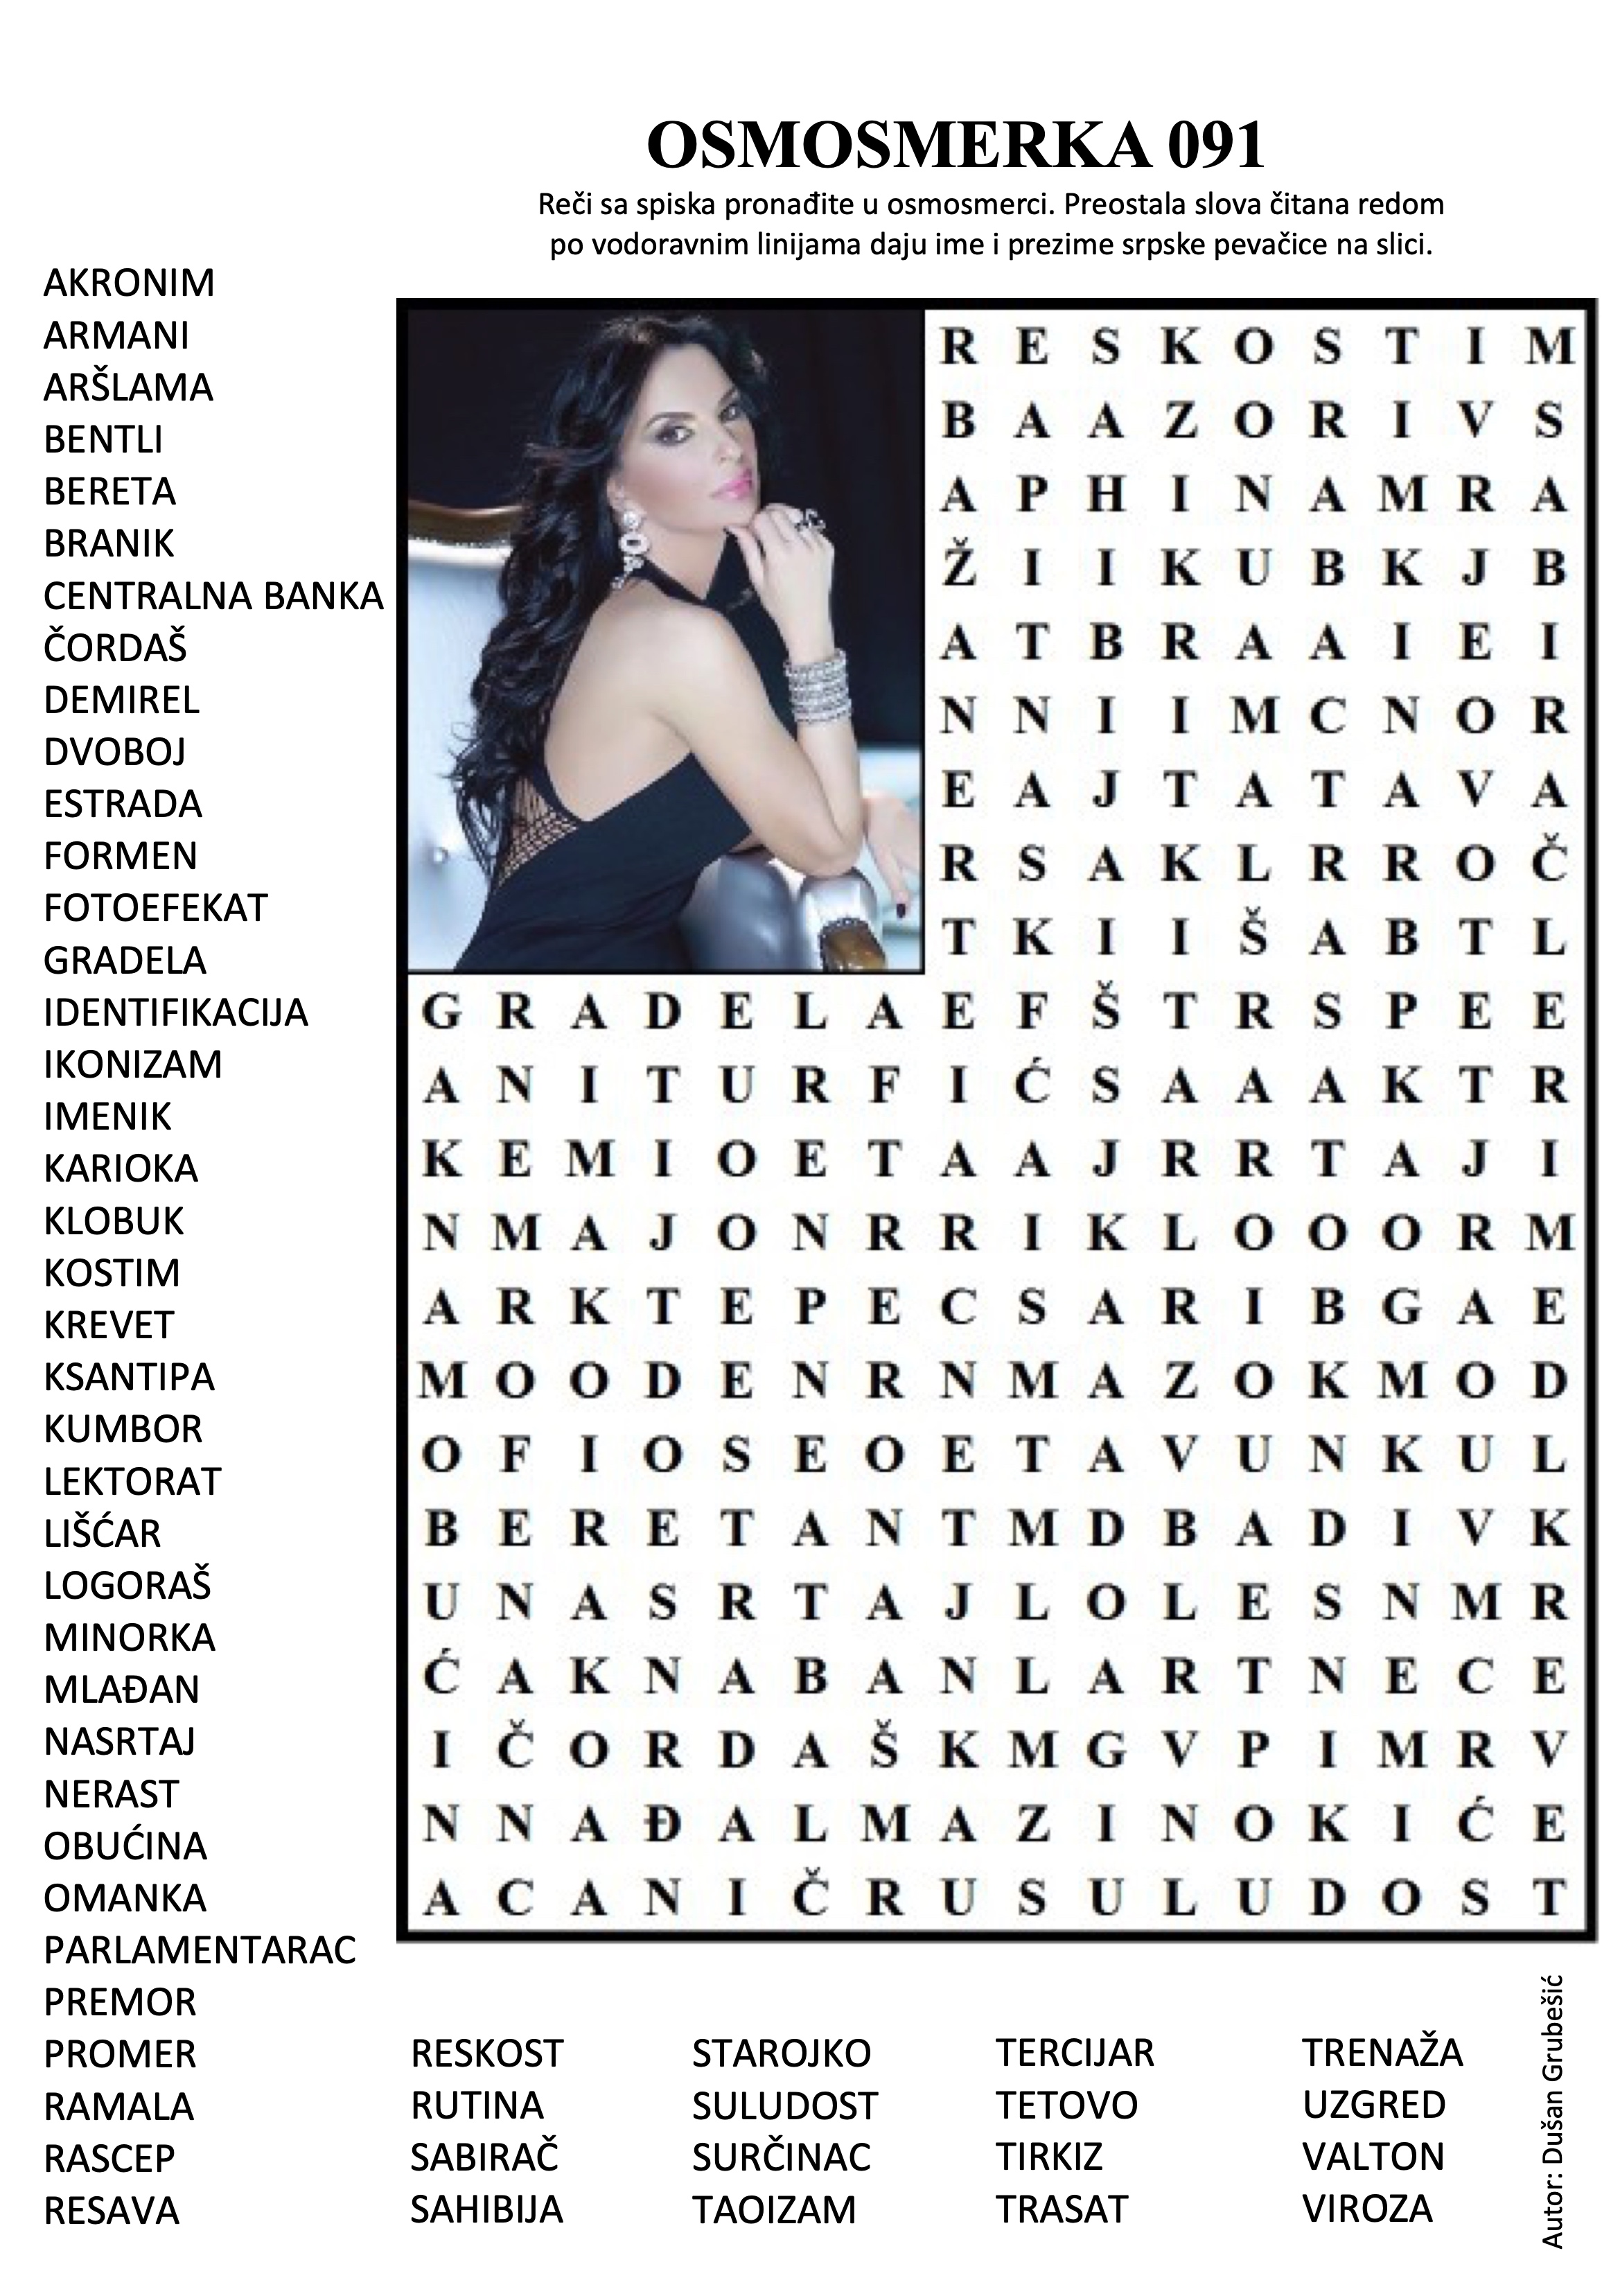 OSMOSMERKA 091
Reči sa spiska pronađite u osmosmerci. Preostala slova čitana redom
po vodoravnim linijama daju ime i prezime srpske pevačice na slici.
AKRONIM
ARMANI
ARŠLAMA
BENTLI
BERETA
BRANIK
CENTRALNA BANKA
ČORDAŠ
DEMIREL
DVOBOJ
ESTRADA
FORMEN
FOTOEFEKAT
GRADELA
IDENTIFIKACIJA
IKONIZAM
IMENIK
KARIOKA
KLOBUK
KOSTIM
KREVET
KSANTIPA
KUMBOR
LEKTORAT
LIŠĆAR
LOGORAŠ
MINORKA
MLAĐAN
NASRTAJ
NERAST
OBUĆINA
OMANKA
PARLAMENTARAC
PREMOR
PROMER
RAMALA
RASCEP
RESAVA
R E S K O S T I M
B A A Z O R I V S
A P H I N A M R A
Ž I I K U B K J B
A T B R A A I E I
N N I I M C N O R
E A J T A T A V A
R S A K L R R O Č
T K I I Š A B T L
G R A D E L A E F Š T R S P E E
A N I T U R F I Ć S A A A K T R
K E M I O E T A A J R R T A J I
N M A J O N R R I K L O O O R M
A R K T E P E C S A R I B G A E
M O O D E N R N M A Z O K M O D
O F I O S E O E T A V U N K U L
B E R E T A N T M D B A D I V K
U N A S R T A J L O L E S N M R
Ć A K N A B A N L A R T N E C E
I Č O R D A Š K M G V P I M R V
N N A Đ A L M A Z I N O K I Ć E
A C A N I Č R U S U L U D O S T
RESKOST
RUTINA
SABIRAČ
SAHIBIJA
STAROJKO
SULUDOST
SURČINAC
TAOIZAM
TERCIJAR
TETOVO
TIRKIZ
TRASAT
TRENAŽA
UZGRED
VALTON
VIROZA
Autor: Dušan Grubešić